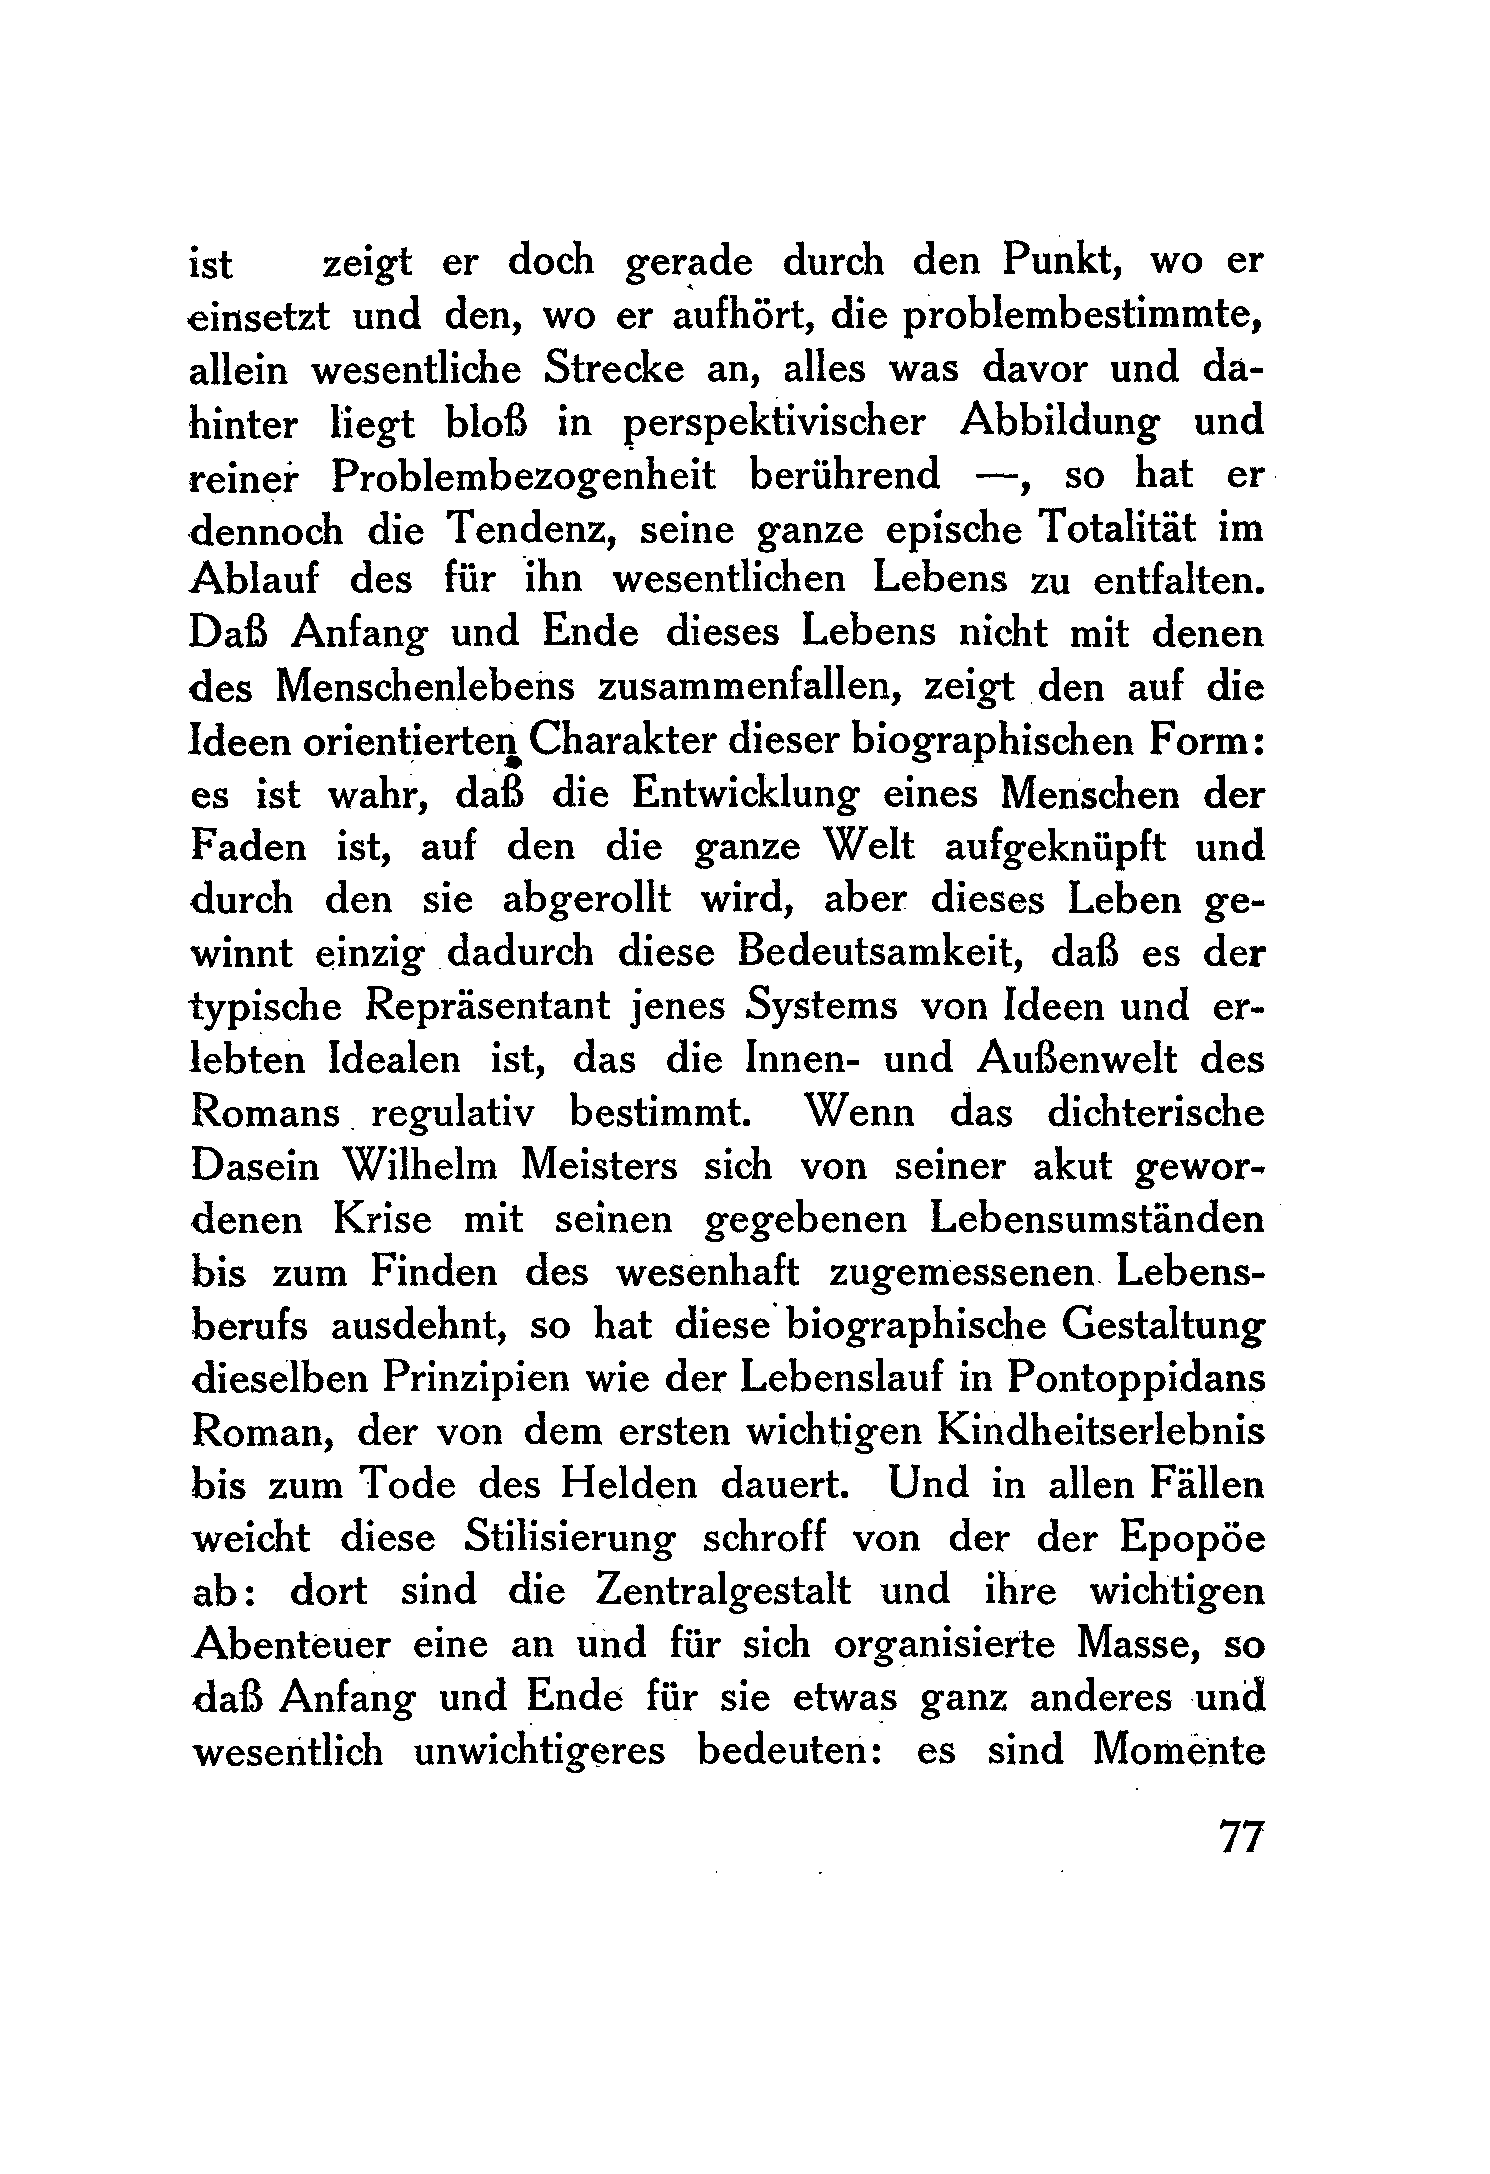 ist zeigt er doch gerade durch den Punkt, wo er
einsetzt und den, wo er aufhört, die problembestimmte,
allein wesentliche Strecke an, alles was davor und da-
hinter liegt bloß in perspektivischer Abbildung und
reiner Problembezogenheit berührend —, so hat er
dennoch die Tendenz, seine ganze epische Totalität im
Ablauf des für ihn wesentlichen Lebens zu entfalten.
Daß Anfang und Ende dieses Lebens nicht mit denen
des Menschenlebens zusammenfallen, zeigt den auf die
Ideen orientierten Charakter dieser biographischen Form:
es ist wahr, daß die Entwicklung eines Menschen der
Faden ist, auf den die ganze Welt aufgeknüpft und
durch den sie abgerollt wird, aber dieses Leben ge-
winnt einzig dadurch diese Bedeutsamkeit, daß es der
typische Repräsentant jenes Systems von Ideen und er-
lebten Idealen ist, das die Innen- und Außenwelt des
Romans regulativ bestimmt. Wenn das dichterische
Dasein Wilhelm Meisters sich von seiner akut gewor-
denen Krise mit seinen gegebenen Lebensumständen
bis zum Finden des wesenhaft zugemessenen Lebens-
berufs ausdehnt, so hat diese biographische Gestaltung
dieselben Prinzipien wie der Lebenslauf in Pontoppidans
Roman, der von dem ersten wichtigen Kindheitserlebnis
bis zum Tode des Helden dauert. Und in allen Fällen
weicht diese Stilisierung schroff von der der Epopöe
ab: dort sind die Zentralgestalt und ihre wichtigen
Abenteuer eine an und für sich organisierte Masse, so
daß Anfang und Ende für sie etwas ganz anderes und
wesentlich unwichtigeres bedeuten: es sind Momente
77